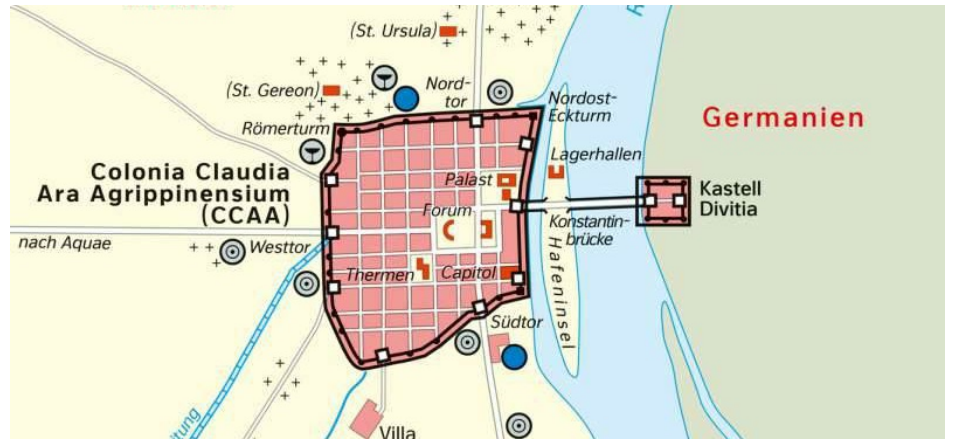 (St. Ursula)
(St. Gereon)
Nord-
tor
Nordost-
Eckturm
Römerturm
Germanien
Lagerhallen
Colonia Claudia
Ara Agrippinensium
(CCAA)
Palast
Kastell
Divitia
Forum
Konstantin-
brücke
nach Aquae
Westtor
Hafeninsel
Thermen
Capitol
Südtor
Villa